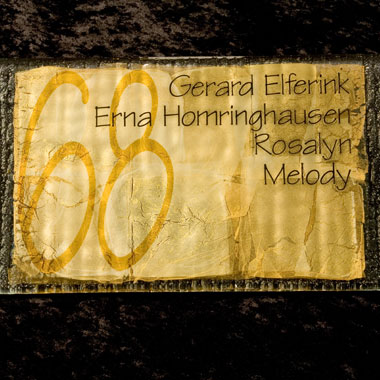 68
Gerard Elferink
Erna Homringhausen
Rosalyn
Melody